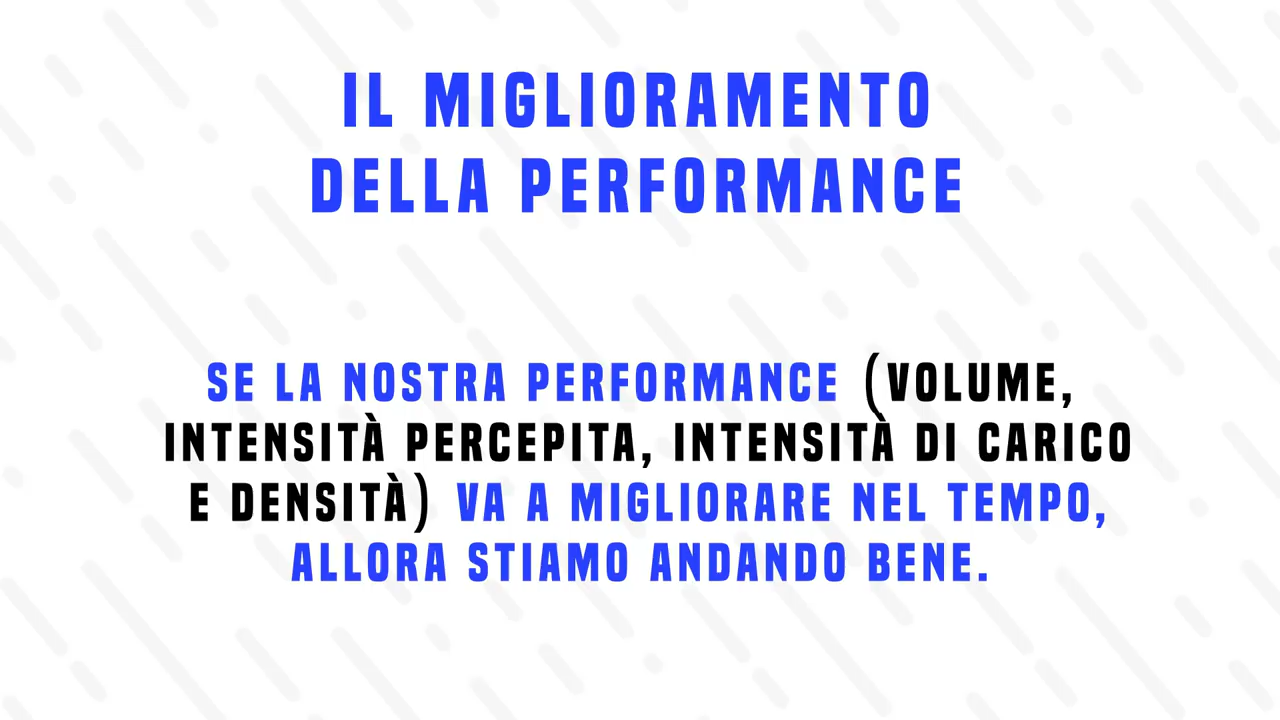 IL MIGLIORAMENTO
DELLA PERFORMANCE
SE LA NOSTRA PERFORMANCE (VOLUME,
INTENSITÀ PERCEPITA, INTENSITÀ DI CARICO
E DENSITÀ) VA A MIGLIORARE NEL TEMPO,
ALLORA STIAMO ANDANDO BENE.